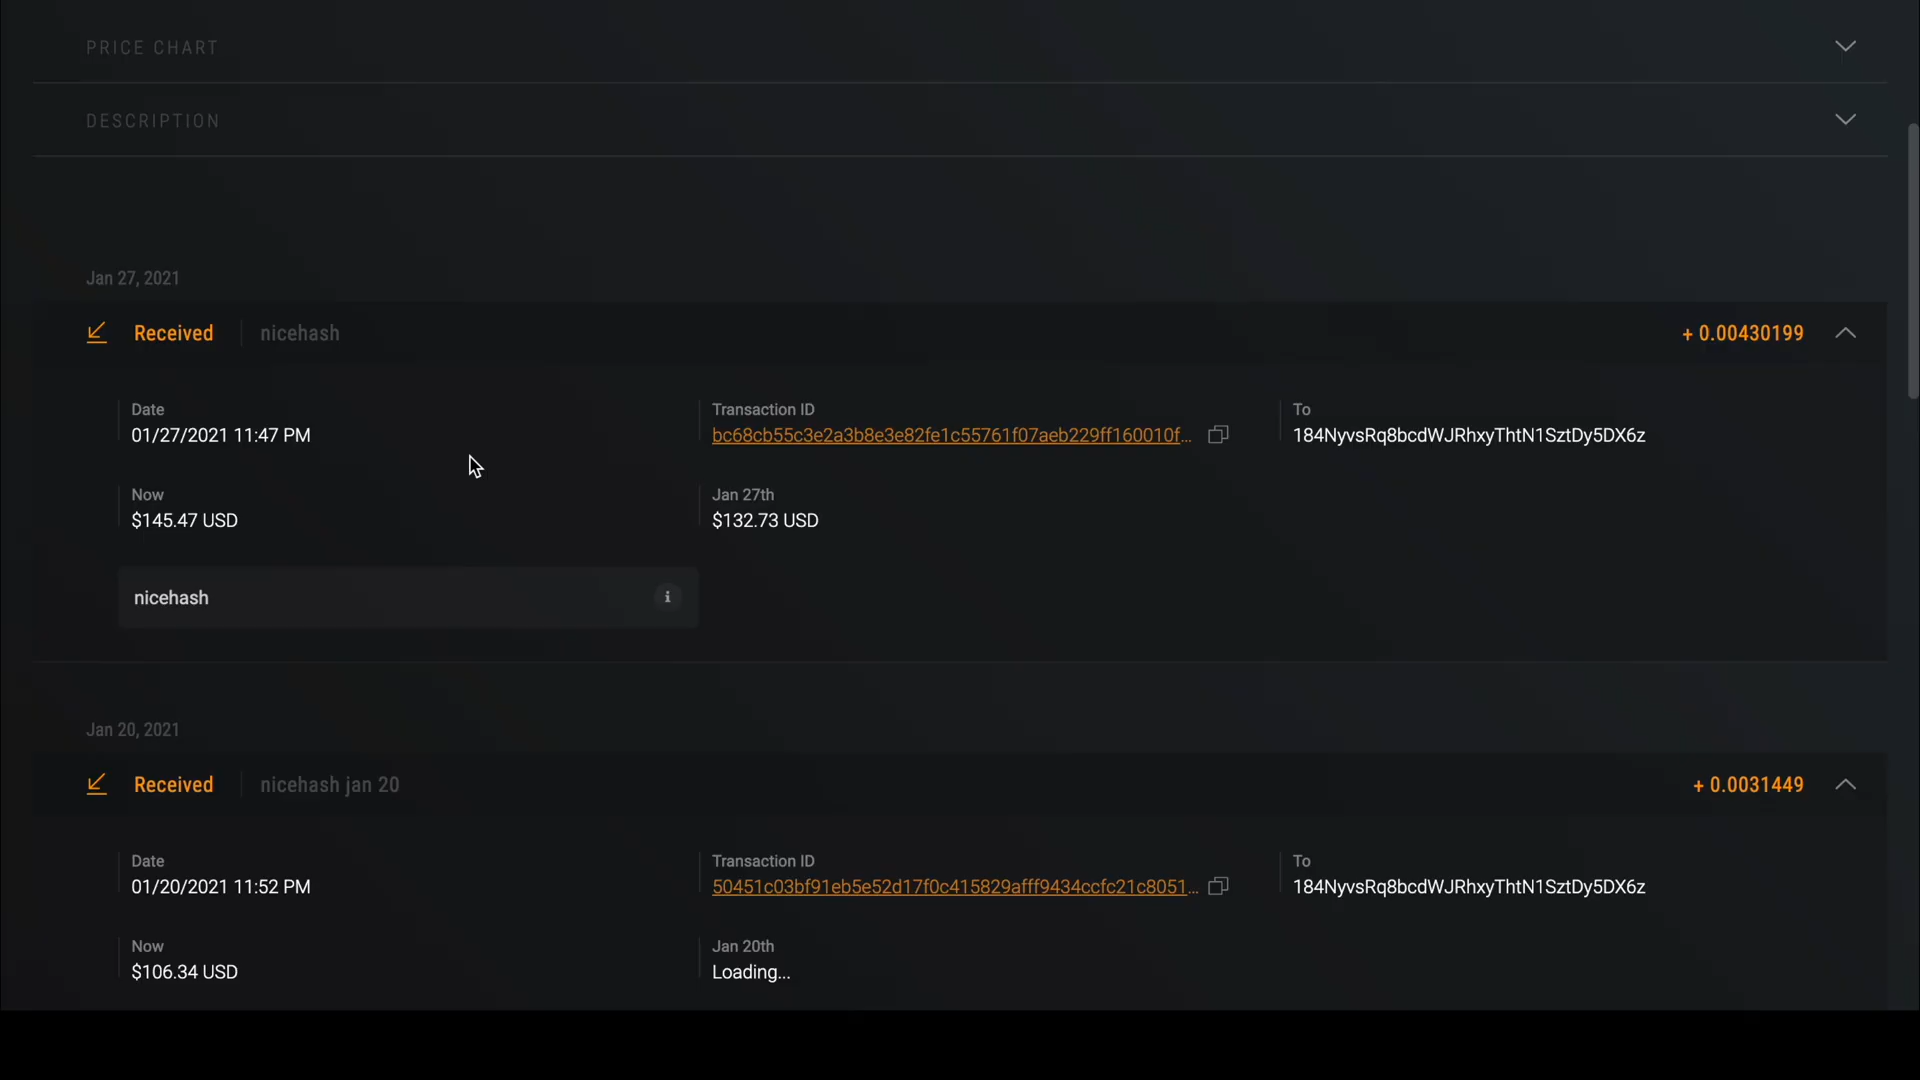 PRICE CHART
DESCRIPTION
Jan 27, 2021
Received nicehash + 0.00430199
Date Transaction ID To
01/27/2021 11:47 PM bc68cb55c3e2a3b8e3e82fe1c55761f07aeb229ff160010f... 184NyvsRq8bcdWJRhxyThtN1SztDy5DX6z
Now Jan 27th
$145.47 USD $132.73 USD
nicehash i
Jan 20, 2021
Received nicehash jan 20 + 0.0031449
Date Transaction ID To
01/20/2021 11:52 PM 50451c03bf91eb5e52d17f0c415829afff9434ccfc21c8051... 184NyvsRq8bcdWJRhxyThtN1SztDy5DX6z
Now Jan 20th
$106.34 USD Loading...